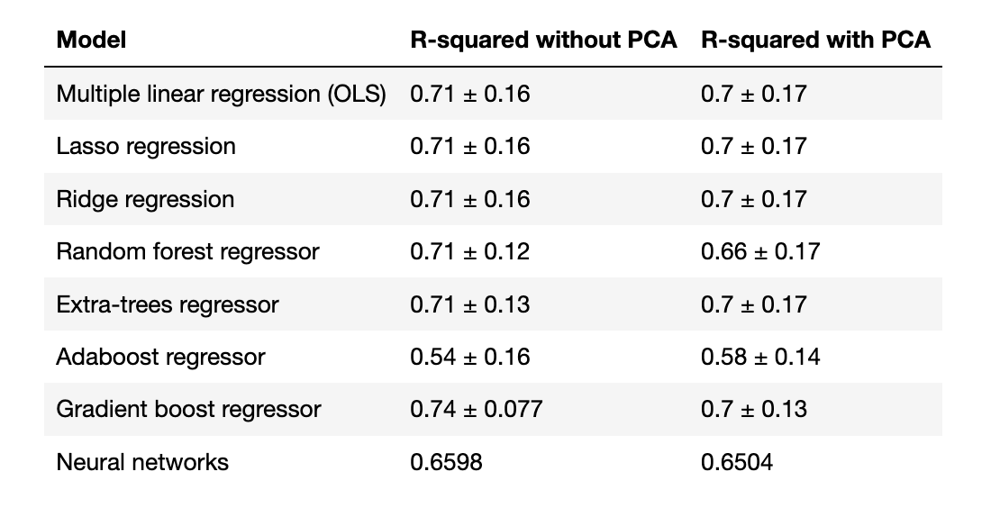 Model R-squared without PCA R-squared with PCA
Multiple linear regression (OLS) 0.71 ± 0.16 0.7 ± 0.17
Lasso regression 0.71 ± 0.16 0.7 ± 0.17
Ridge regression 0.71 ± 0.16 0.7 ± 0.17
Random forest regressor 0.71 ± 0.12 0.66 ± 0.17
Extra-trees regressor 0.71 ± 0.13 0.7 ± 0.17
Adaboost regressor 0.54 ± 0.16 0.58 ± 0.14
Gradient boost regressor 0.74 ± 0.077 0.7 ± 0.13
Neural networks 0.6598 0.6504